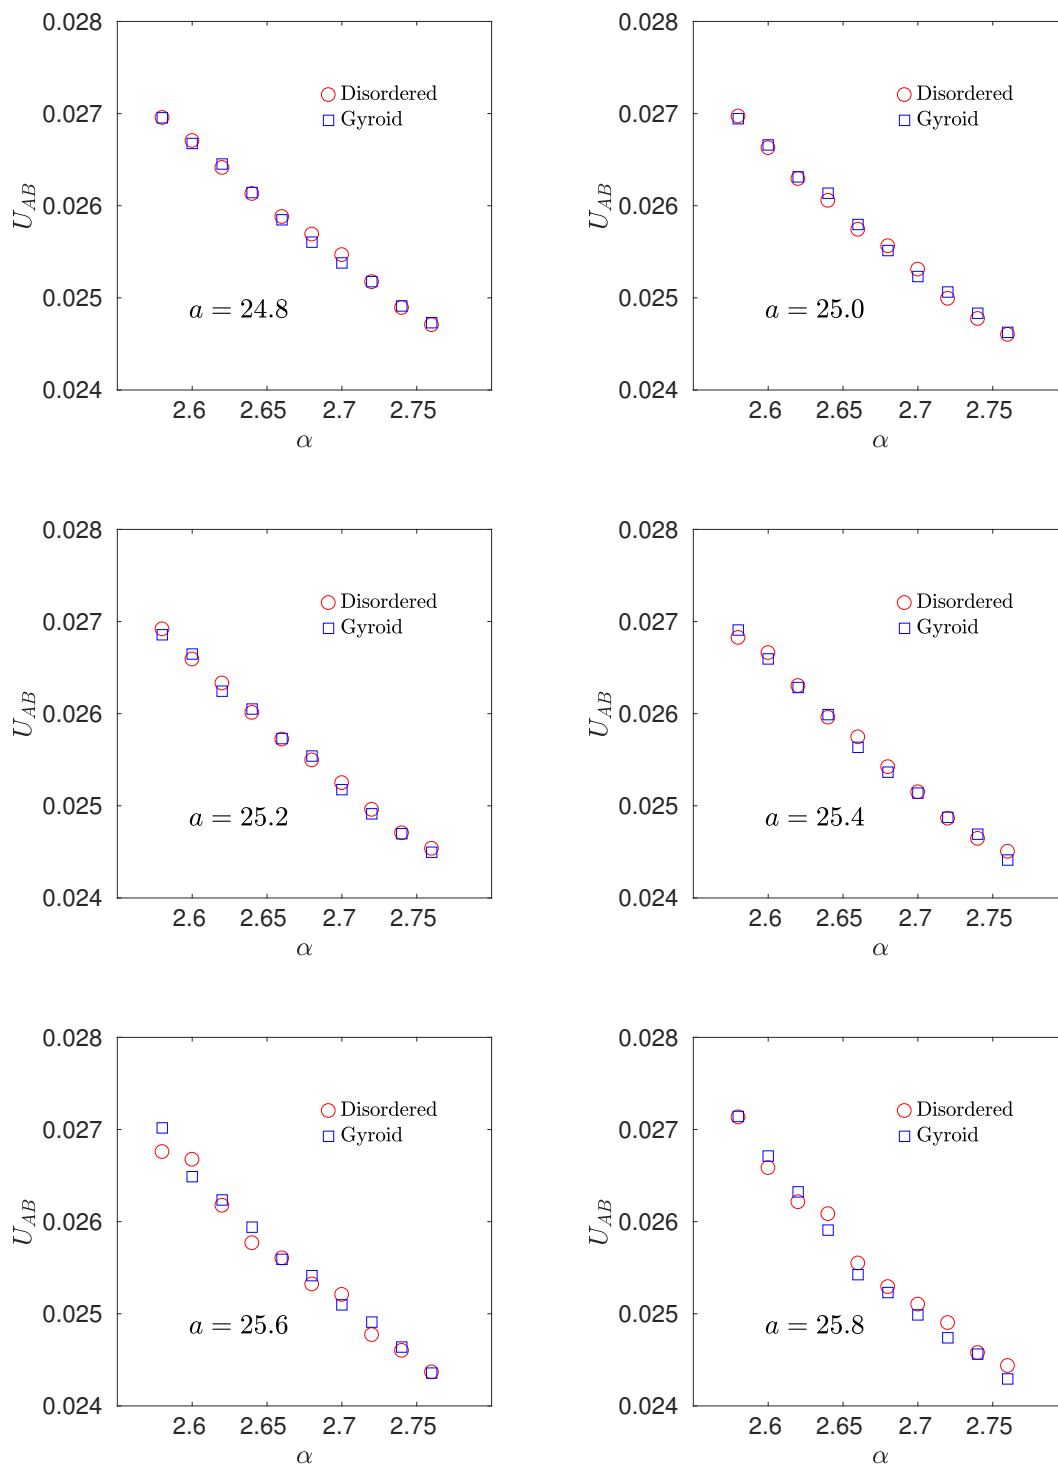 0.028
0.027
0.026
0.025
0.024
U_{AB}
Disordered
Gyroid
a = 24.8
2.6 2.65 2.7 2.75
α
0.028
0.027
0.026
0.025
0.024
U_{AB}
Disordered
Gyroid
a = 25.0
2.6 2.65 2.7 2.75
α
0.028
0.027
0.026
0.025
0.024
U_{AB}
Disordered
Gyroid
a = 25.2
2.6 2.65 2.7 2.75
α
0.028
0.027
0.026
0.025
0.024
U_{AB}
Disordered
Gyroid
a = 25.4
2.6 2.65 2.7 2.75
α
0.028
0.027
0.026
0.025
0.024
U_{AB}
Disordered
Gyroid
a = 25.6
2.6 2.65 2.7 2.75
α
0.028
0.027
0.026
0.025
0.024
U_{AB}
Disordered
Gyroid
a = 25.8
2.6 2.65 2.7 2.75
α